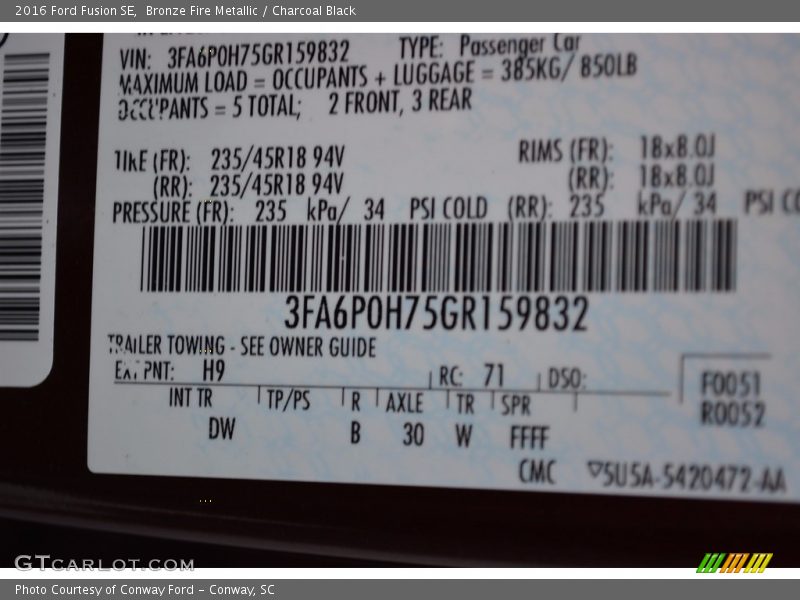 2016 Ford Fusion SE, Bronze Fire Metallic / Charcoal Black
VIN: 3FA6P0H75GR159832 TYPE: Passenger Car
MAXIMUM LOAD = OCCUPANTS + LUGGAGE = 385KG/ 850LB
OCCUPANTS = 5 TOTAL; 2 FRONT, 3 REAR
TIRE (FR): 235/45R18 94V RIMS (FR): 18x8.0J
(RR): 235/45R18 94V (RR): 18x8.0J
PRESSURE (FR): 235 kPa/ 34 PSI COLD (RR): 235 kPa/ 34 PSI CO
3FA6P0H75GR159832
TRAILER TOWING - SEE OWNER GUIDE
EXT PNT: H9 RC: 71 DSO:
F0051
R0052
INT TR TP/PS R AXLE TR SPR
DW B 30 W FFFF
CMC ▽5U5A-5420472-AA
GTCARLOT.COM
Photo Courtesy of Conway Ford – Conway, SC